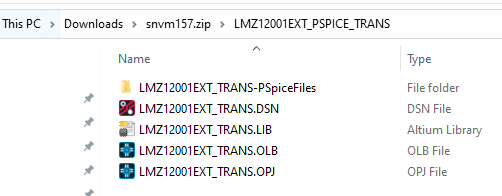 This PC > Downloads > snvm157.zip > LMZ12001EXT_PSPICE_TRANS
Name Type
LMZ12001EXT_TRANS-PSpiceFiles File folder
LMZ12001EXT_TRANS.DSN DSN File
LMZ12001EXT_TRANS.LIB Altium Library
LMZ12001EXT_TRANS.OLB OLB File
LMZ12001EXT_TRANS.OPJ OPJ File